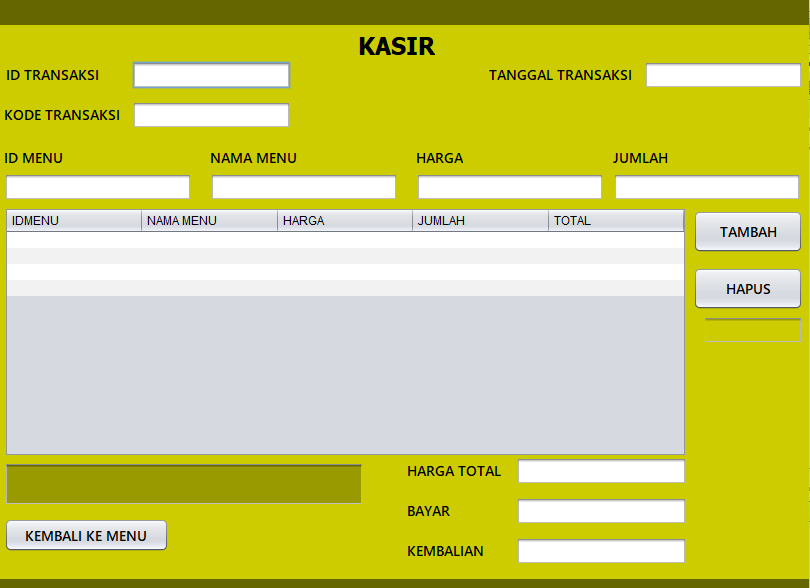 KASIR
ID TRANSAKSI TANGGAL TRANSAKSI
KODE TRANSAKSI
ID MENU NAMA MENU HARGA JUMLAH
IDMENU NAMA MENU HARGA JUMLAH TOTAL
TAMBAH
HAPUS
HARGA TOTAL
BAYAR
KEMBALI KE MENU
KEMBALIAN